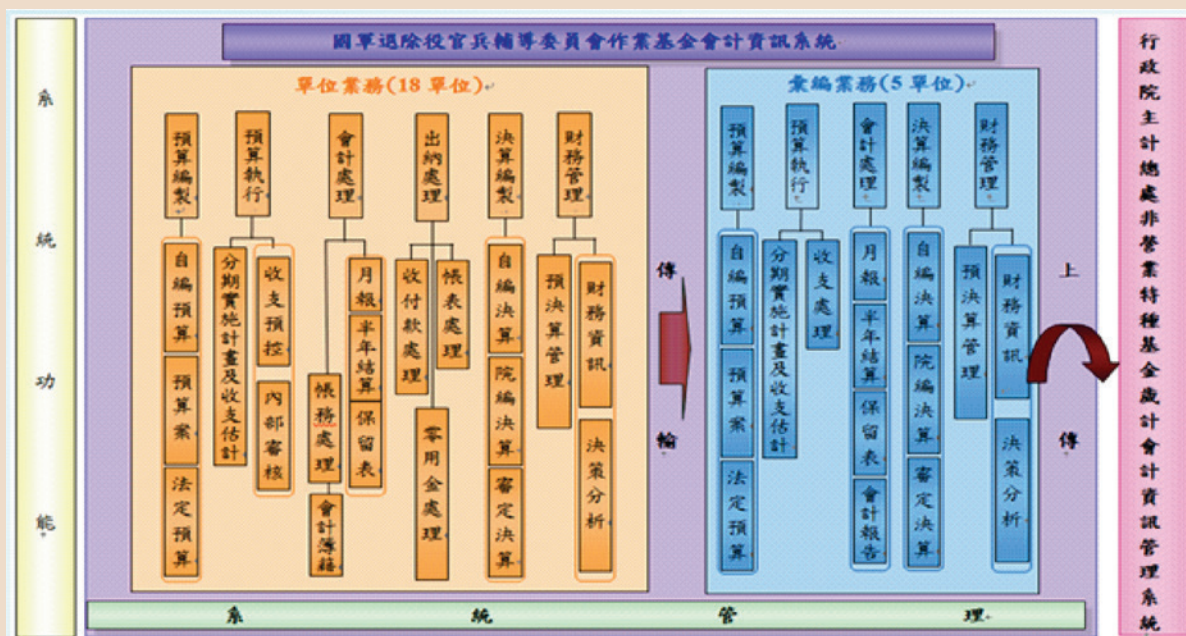 系統功能
國軍退除役官兵輔導委員會作業基金會計資訊系統
單位業務(18 單位)
預算編製
自編預算
預算案
法定預算
預算執行
分期實施計畫及收支估計
收支預控
內部審核
會計處理
帳務處理
會計簿籍
月報
半年結算
保留表
出納處理
收付款處理
帳表處理
零用金處理
決算編製
自編決算
院編決算
審定決算
財務管理
預決算管理
財務資訊
決策分析
傳輸
彙編業務(5 單位)
預算編製
自編預算
預算案
法定預算
預算執行
分期實施計畫及收支估計
收支處理
會計處理
月報
半年結算
保留表
會計報告
決算編製
自編決算
院編決算
審定決算
財務管理
預決算管理
財務資訊
決策分析
上傳
行政院主計總處非營業特種基金歲計會計資訊管理系統
系統管理